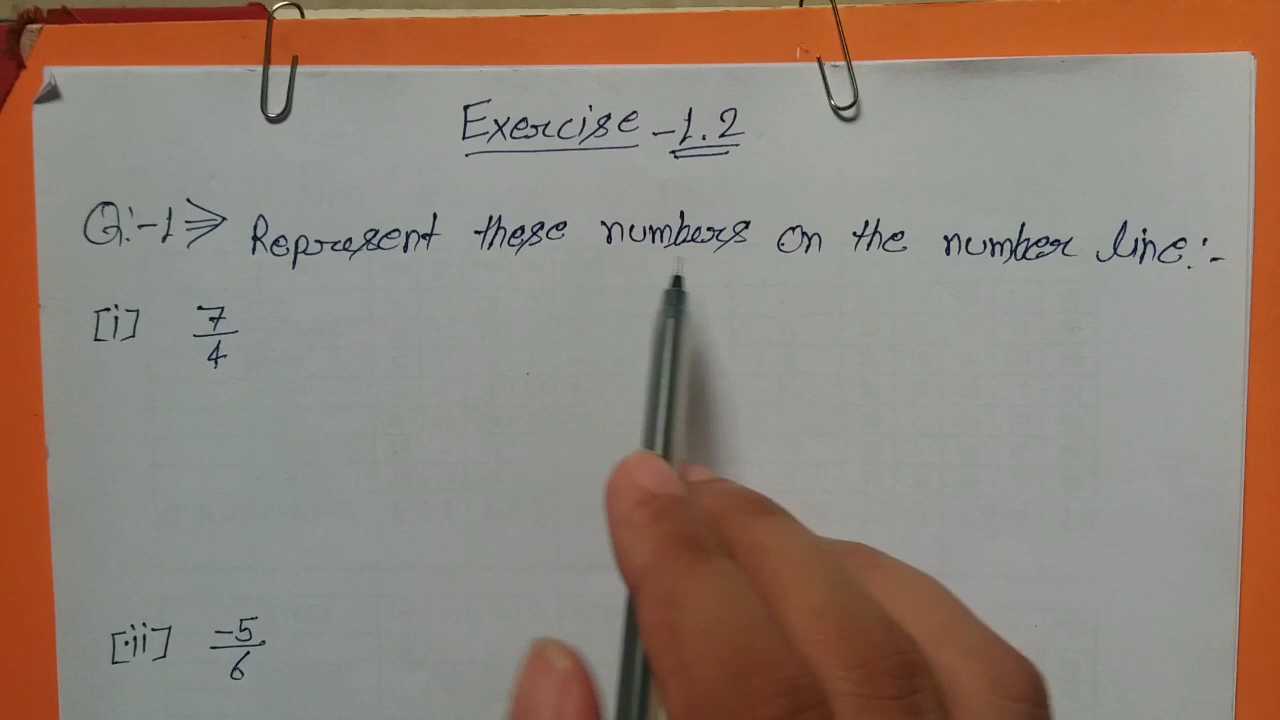 Exercise - 1.2
Q:-1⇒ Represent these numbers on the number line:-
[i] 7/4
[ii] -5/6